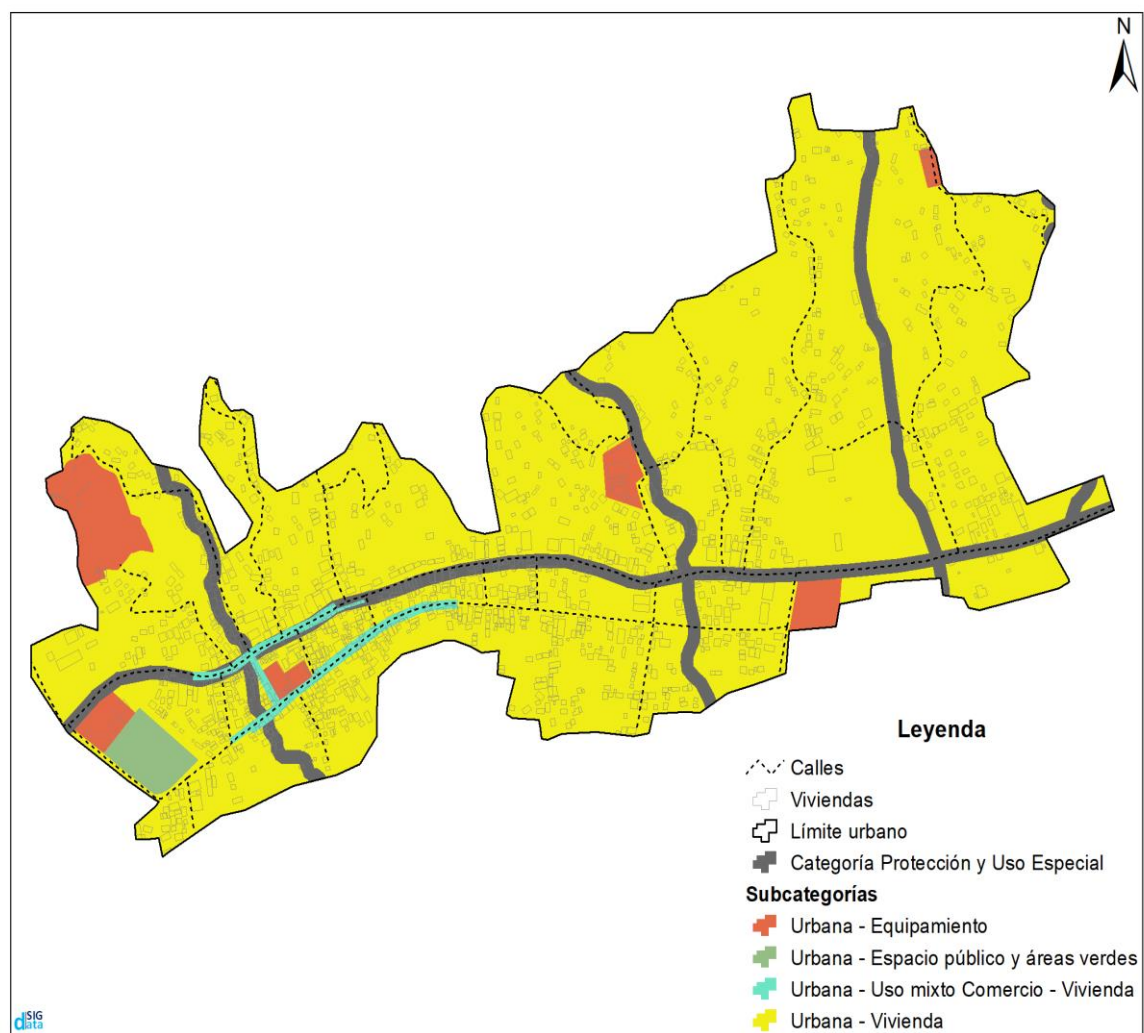 N
Leyenda
Calles
Viviendas
Límite urbano
Categoría Protección y Uso Especial
Subcategorías
Urbana - Equipamiento
Urbana - Espacio público y áreas verdes
Urbana - Uso mixto Comercio - Vivienda
Urbana - Vivienda
SIG
data